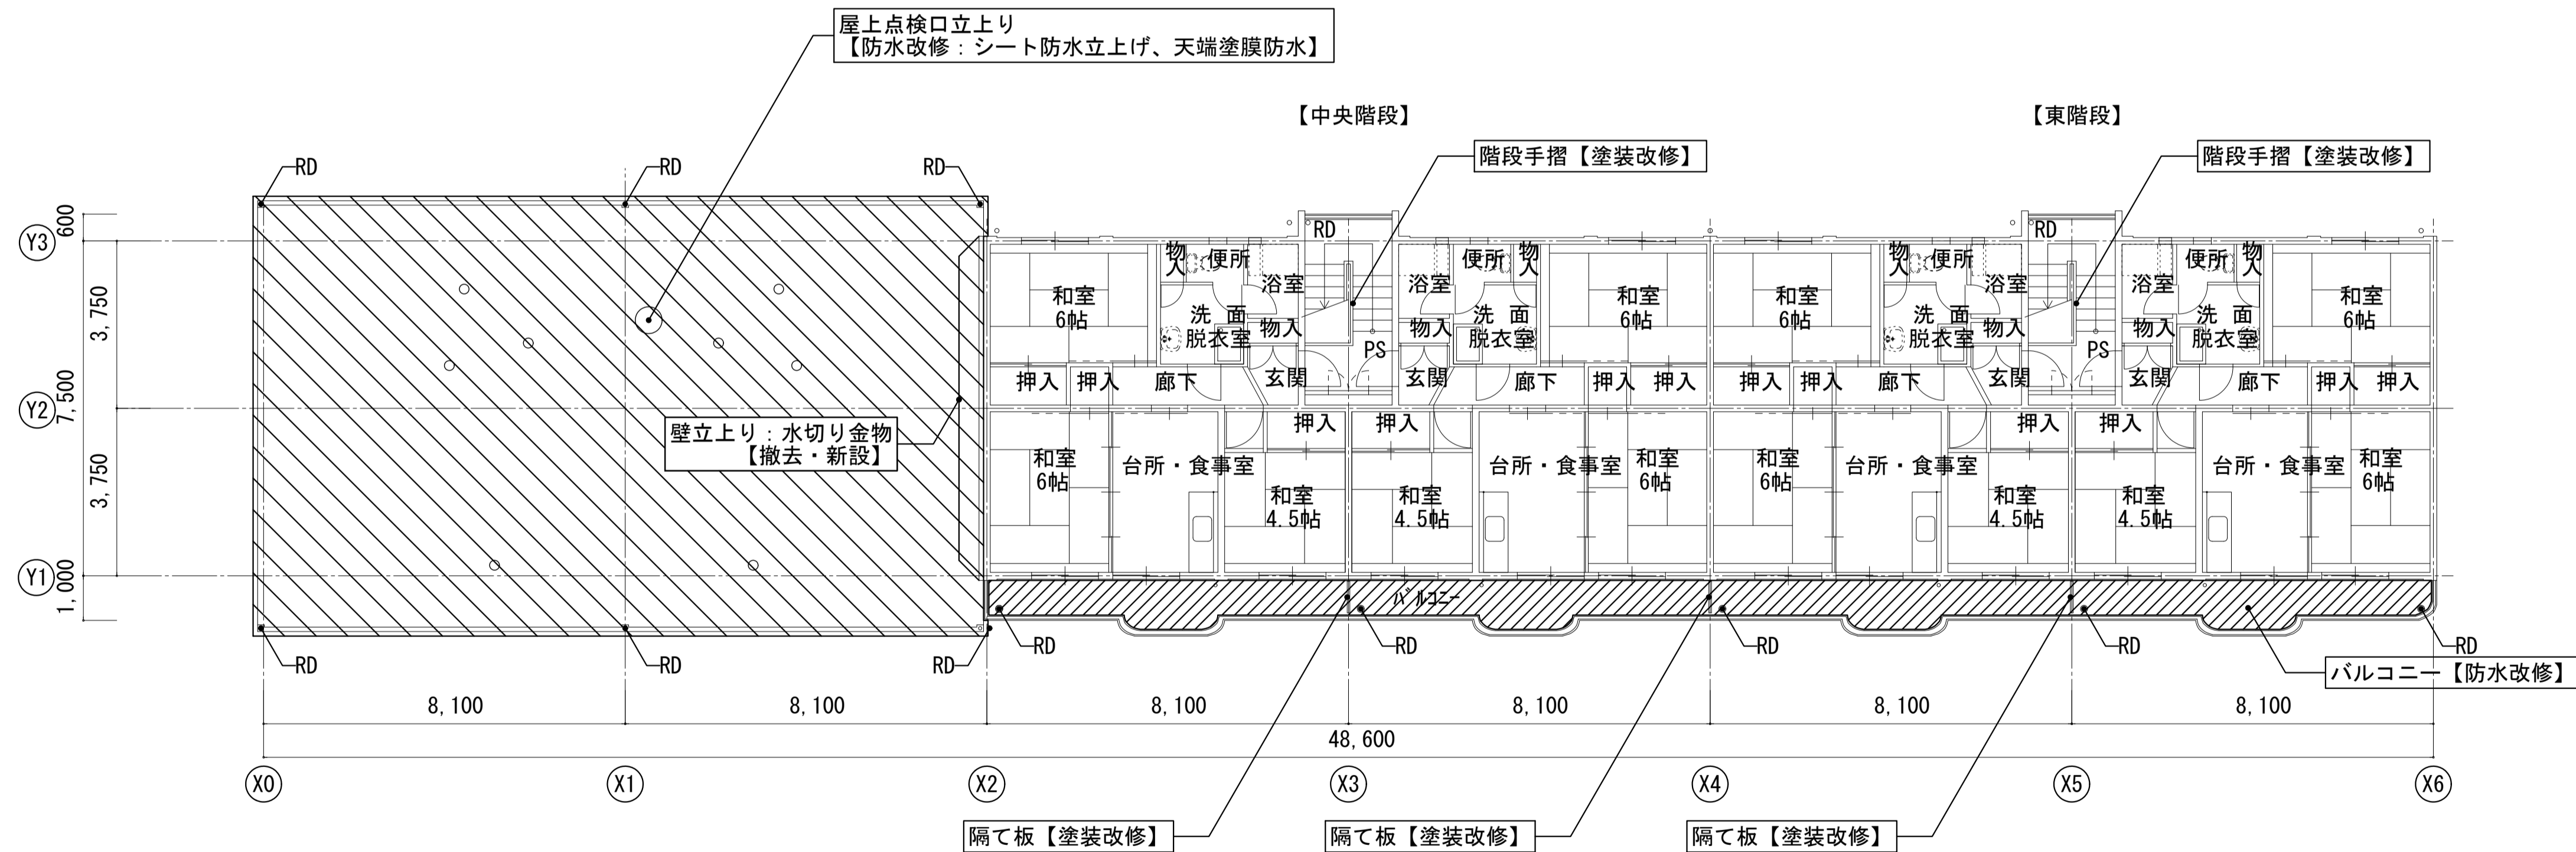 屋上点検口立上り
【防水改修：シート防水立上げ、天端塗膜防水】
【中央階段】
【東階段】
階段手摺【塗装改修】
階段手摺【塗装改修】
RD
RD
RD
RD
RD
Y3
600
3,750
Y2
7,500
3,750
Y1
1,000
物入
便所
浴室
浴室
便所
物入
物入
便所
浴室
浴室
便所
物入
和室
6帖
洗 面
脱衣室
物入
PS
物入
洗 面
脱衣室
和室
6帖
和室
6帖
洗 面
脱衣室
物入
PS
物入
洗 面
脱衣室
和室
6帖
押入
押入
廊下
玄関
玄関
廊下
押入
押入
押入
押入
廊下
玄関
玄関
廊下
押入
押入
壁立上り：水切り金物
【撤去・新設】
押入
押入
押入
押入
和室
6帖
台所・食事室
和室
4.5帖
和室
4.5帖
台所・食事室
和室
6帖
和室
6帖
台所・食事室
和室
4.5帖
和室
4.5帖
台所・食事室
和室
6帖
ﾊﾞﾙｺﾆｰ
RD
RD
RD
RD
RD
RD
RD
RD
バルコニー【防水改修】
8,100
8,100
8,100
8,100
8,100
8,100
48,600
X0
X1
X2
X3
X4
X5
X6
隔て板【塗装改修】
隔て板【塗装改修】
隔て板【塗装改修】